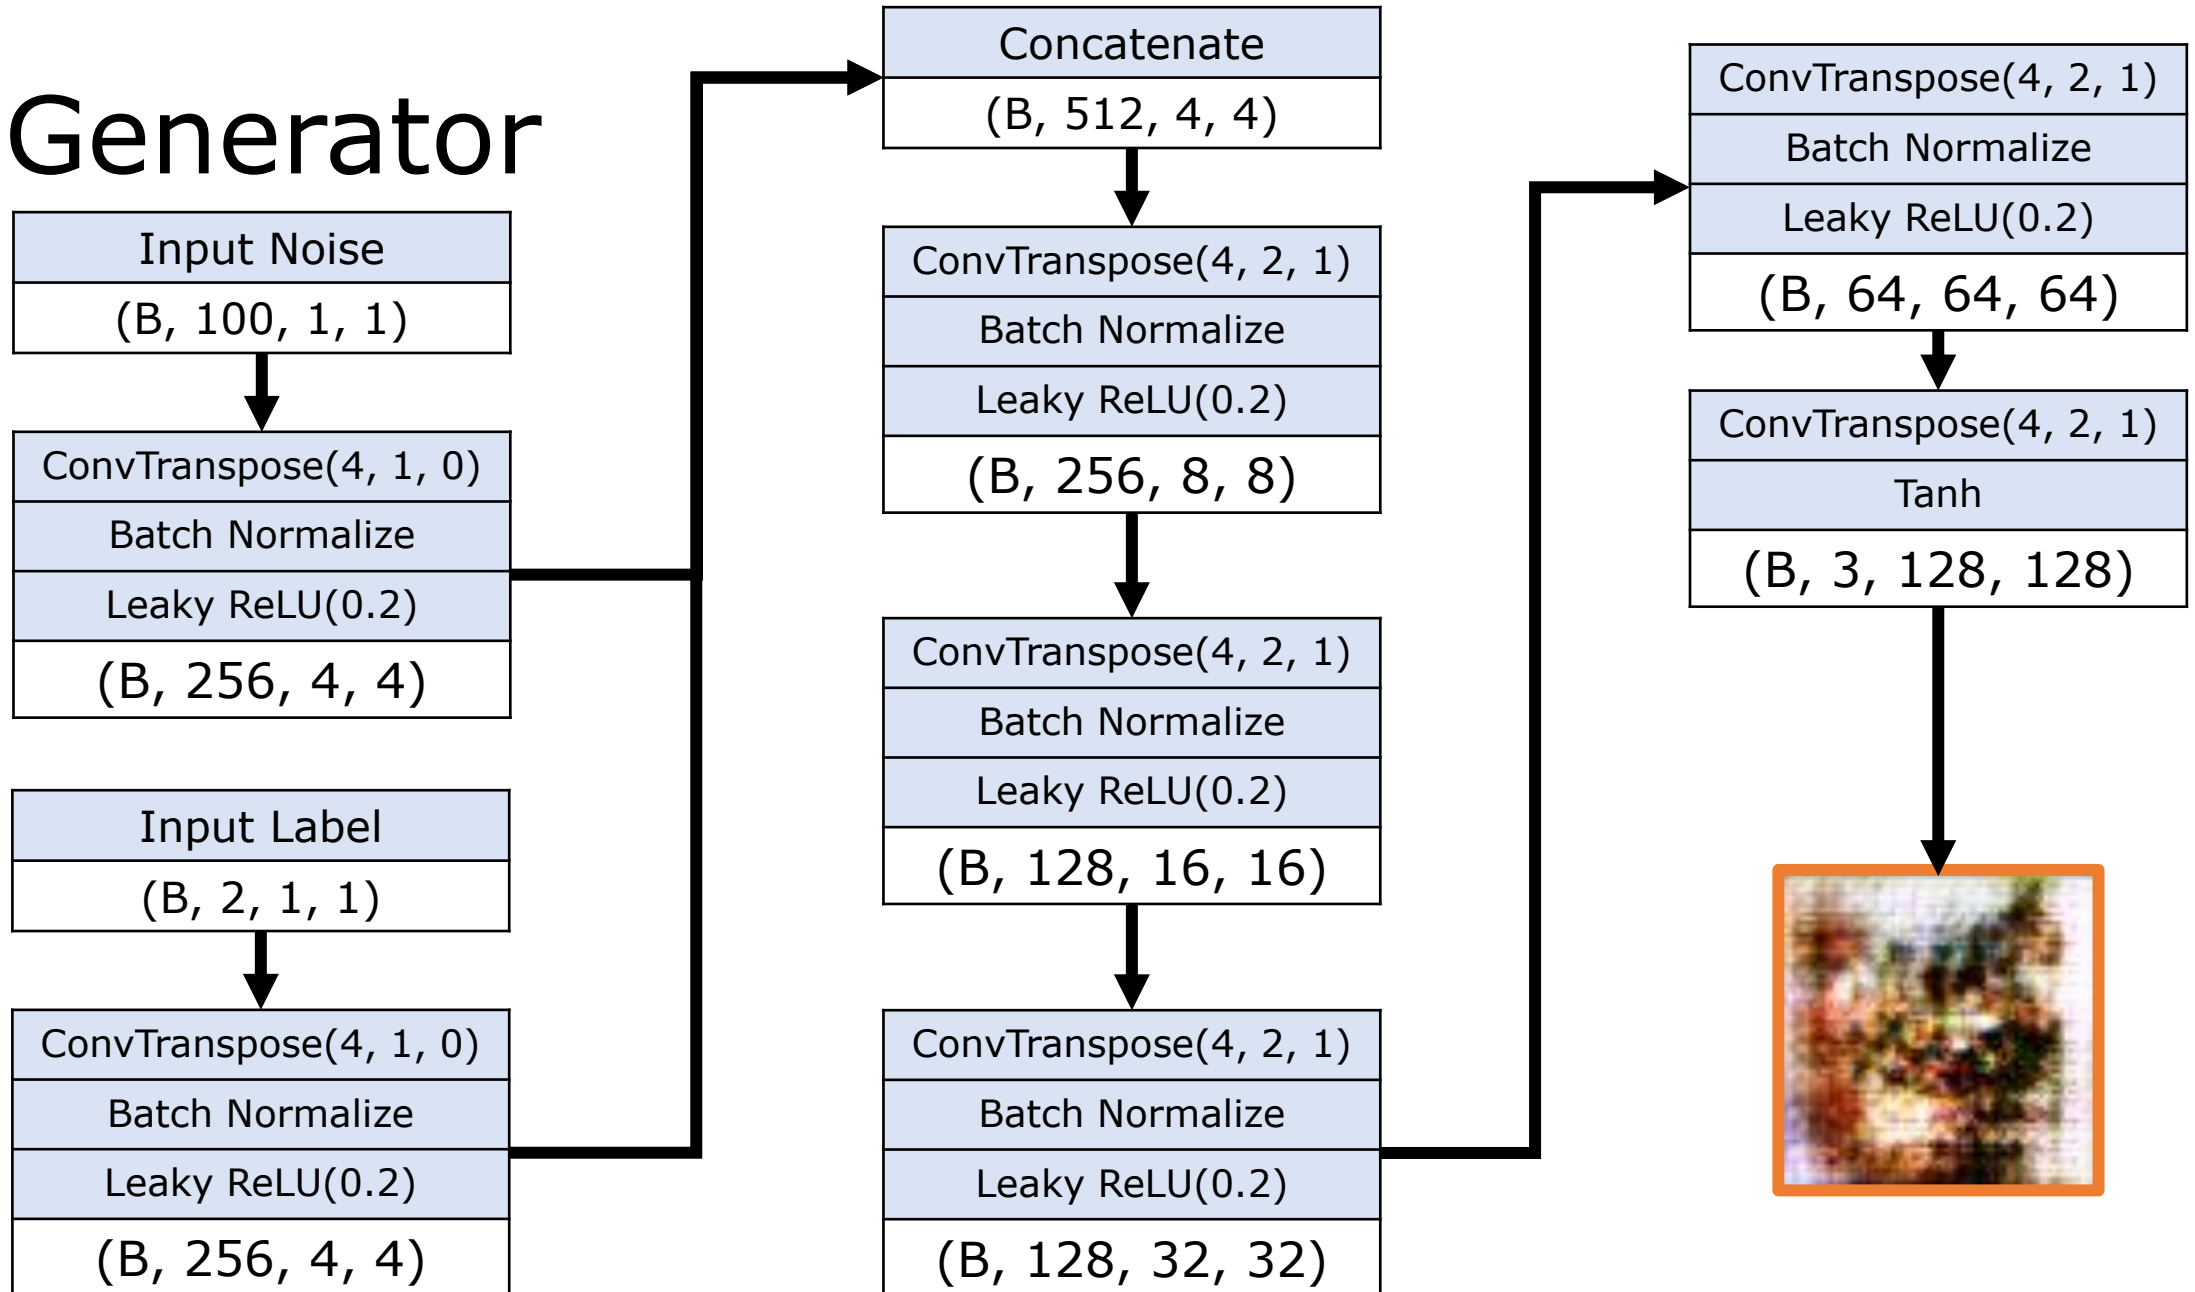 Generator
Input Noise
(B, 100, 1, 1)
ConvTranspose(4, 1, 0)
Batch Normalize
Leaky ReLU(0.2)
(B, 256, 4, 4)
Input Label
(B, 2, 1, 1)
ConvTranspose(4, 1, 0)
Batch Normalize
Leaky ReLU(0.2)
(B, 256, 4, 4)
Concatenate
(B, 512, 4, 4)
ConvTranspose(4, 2, 1)
Batch Normalize
Leaky ReLU(0.2)
(B, 256, 8, 8)
ConvTranspose(4, 2, 1)
Batch Normalize
Leaky ReLU(0.2)
(B, 128, 16, 16)
ConvTranspose(4, 2, 1)
Batch Normalize
Leaky ReLU(0.2)
(B, 128, 32, 32)
ConvTranspose(4, 2, 1)
Batch Normalize
Leaky ReLU(0.2)
(B, 64, 64, 64)
ConvTranspose(4, 2, 1)
Tanh
(B, 3, 128, 128)